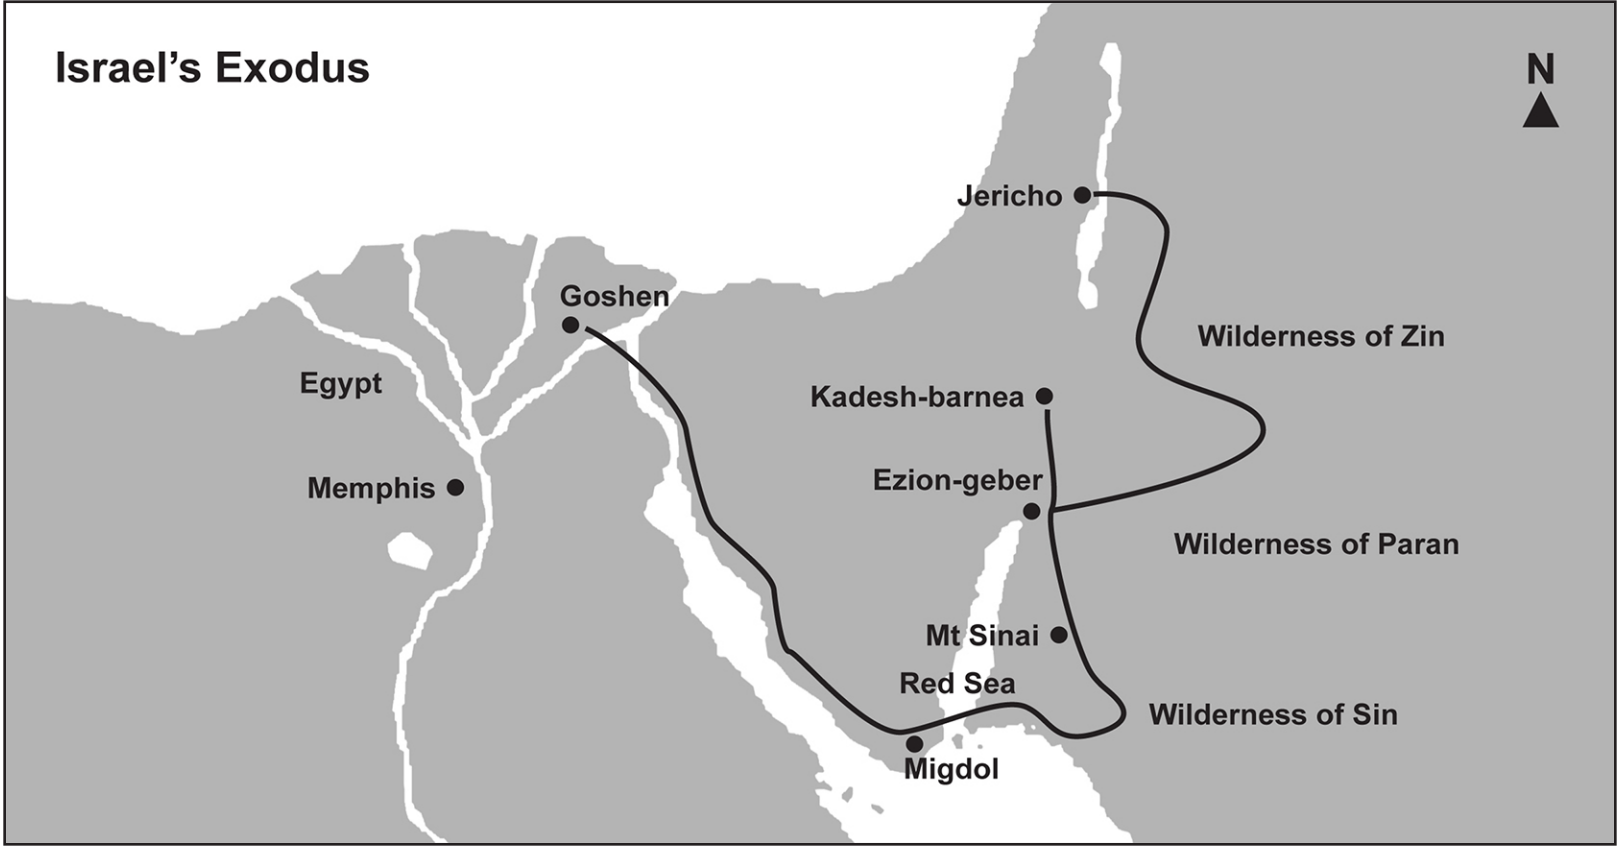 Israel’s Exodus
N
Jericho
Goshen
Wilderness of Zin
Egypt
Kadesh-barnea
Ezion-geber
Memphis
Wilderness of Paran
Mt Sinai
Red Sea
Wilderness of Sin
Migdol